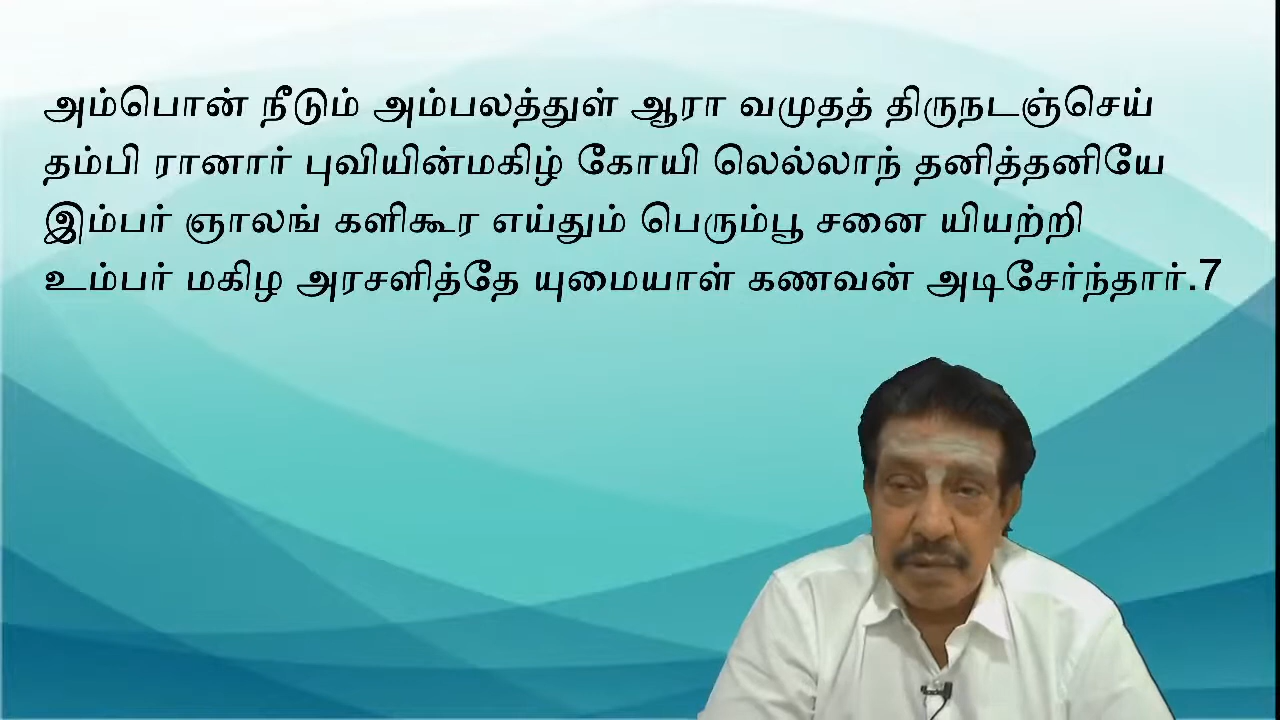 அம்பொன் நீடும் அம்பலத்துள் ஆரா வமுதத் திருநடஞ்செய்
தம்பி ரானார் புவியின்மகிழ் கோயி லெல்லாந் தனித்தனியே
இம்பர் ஞாலங் களிகூர எய்தும் பெரும்பூ சனை யியற்றி
உம்பர் மகிழ அரசளித்தே யுமையாள் கணவன் அடிசேர்ந்தார்.7